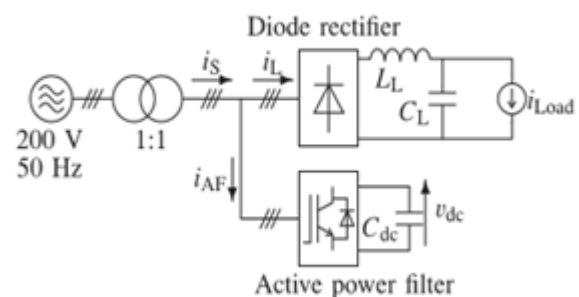 Diode rectifier
i_S
i_L
L_L
C_L
i_Load
200 V
50 Hz
1:1
i_AF
C_dc
v_dc
Active power filter